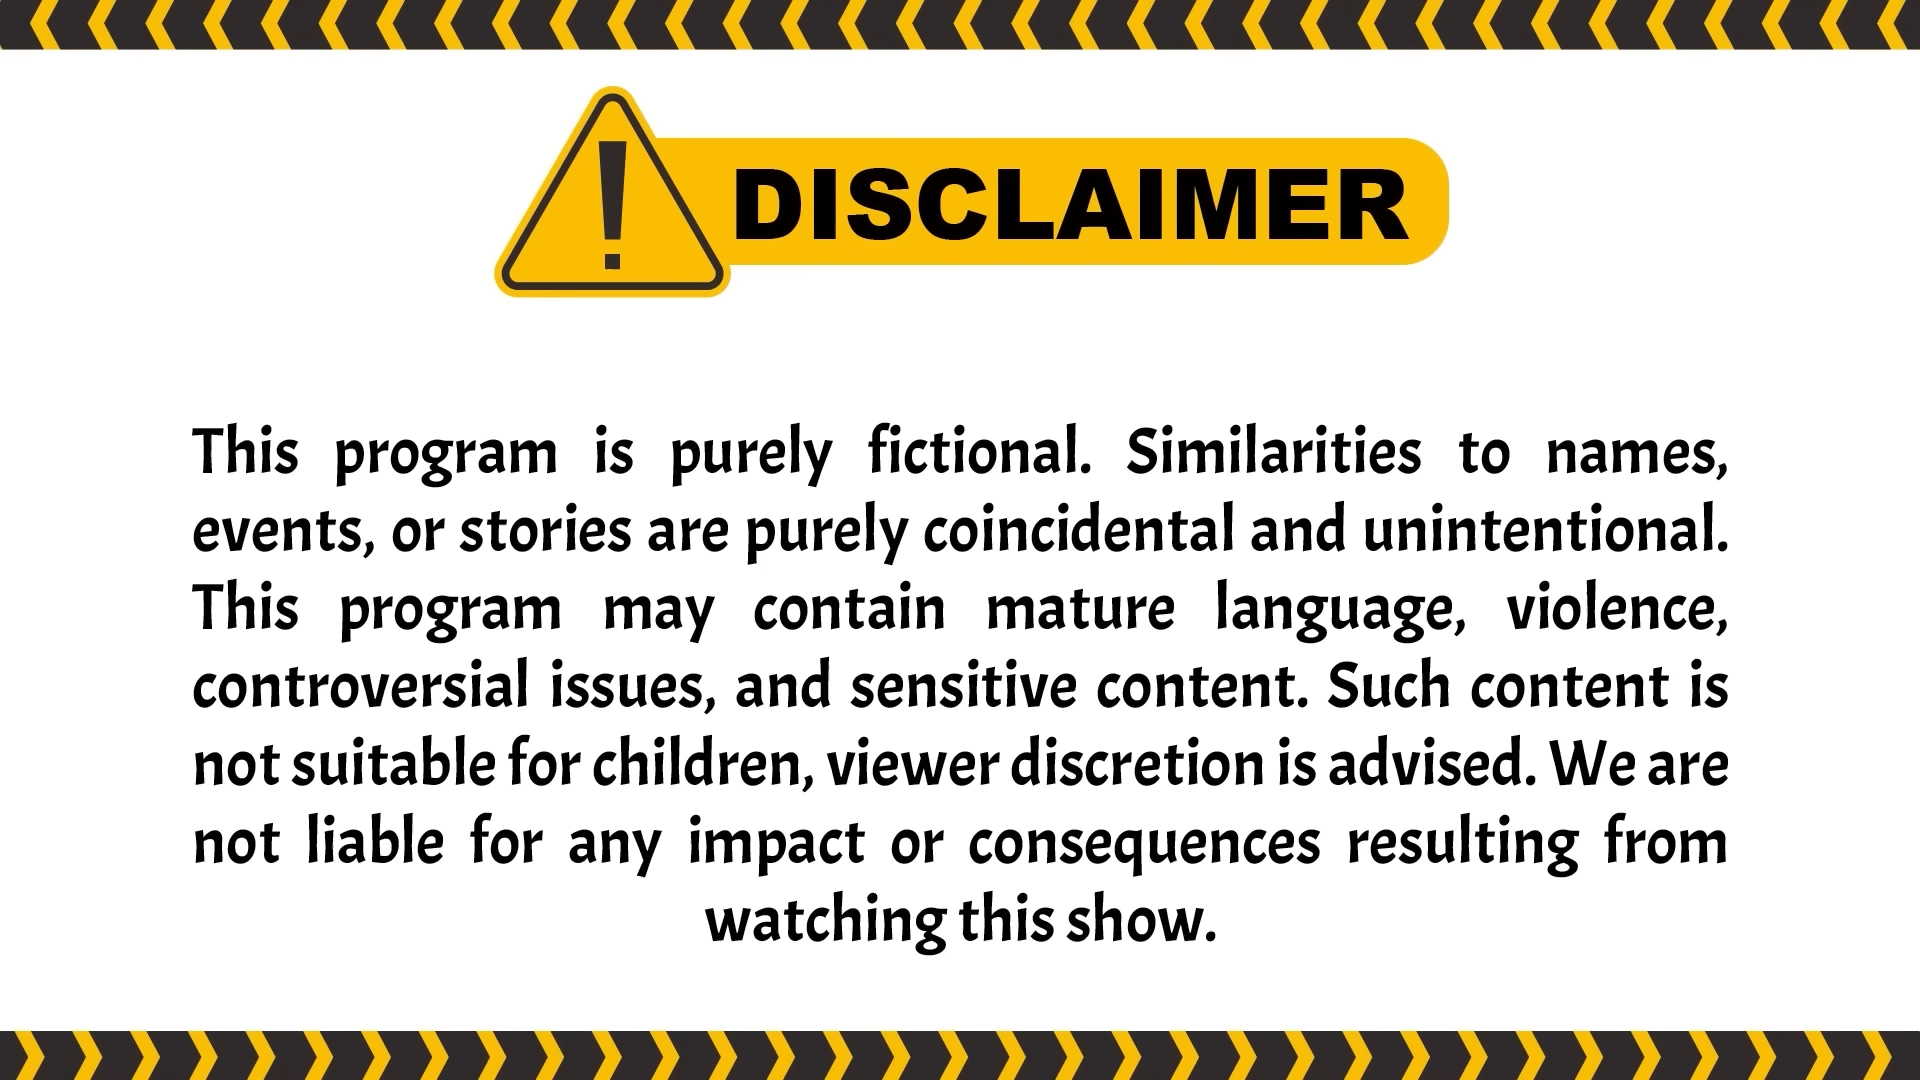 DISCLAIMER
This program is purely fictional. Similarities to names,
events, or stories are purely coincidental and unintentional.
This program may contain mature language, violence,
controversial issues, and sensitive content. Such content is
not suitable for children, viewer discretion is advised. We are
not liable for any impact or consequences resulting from
watching this show.